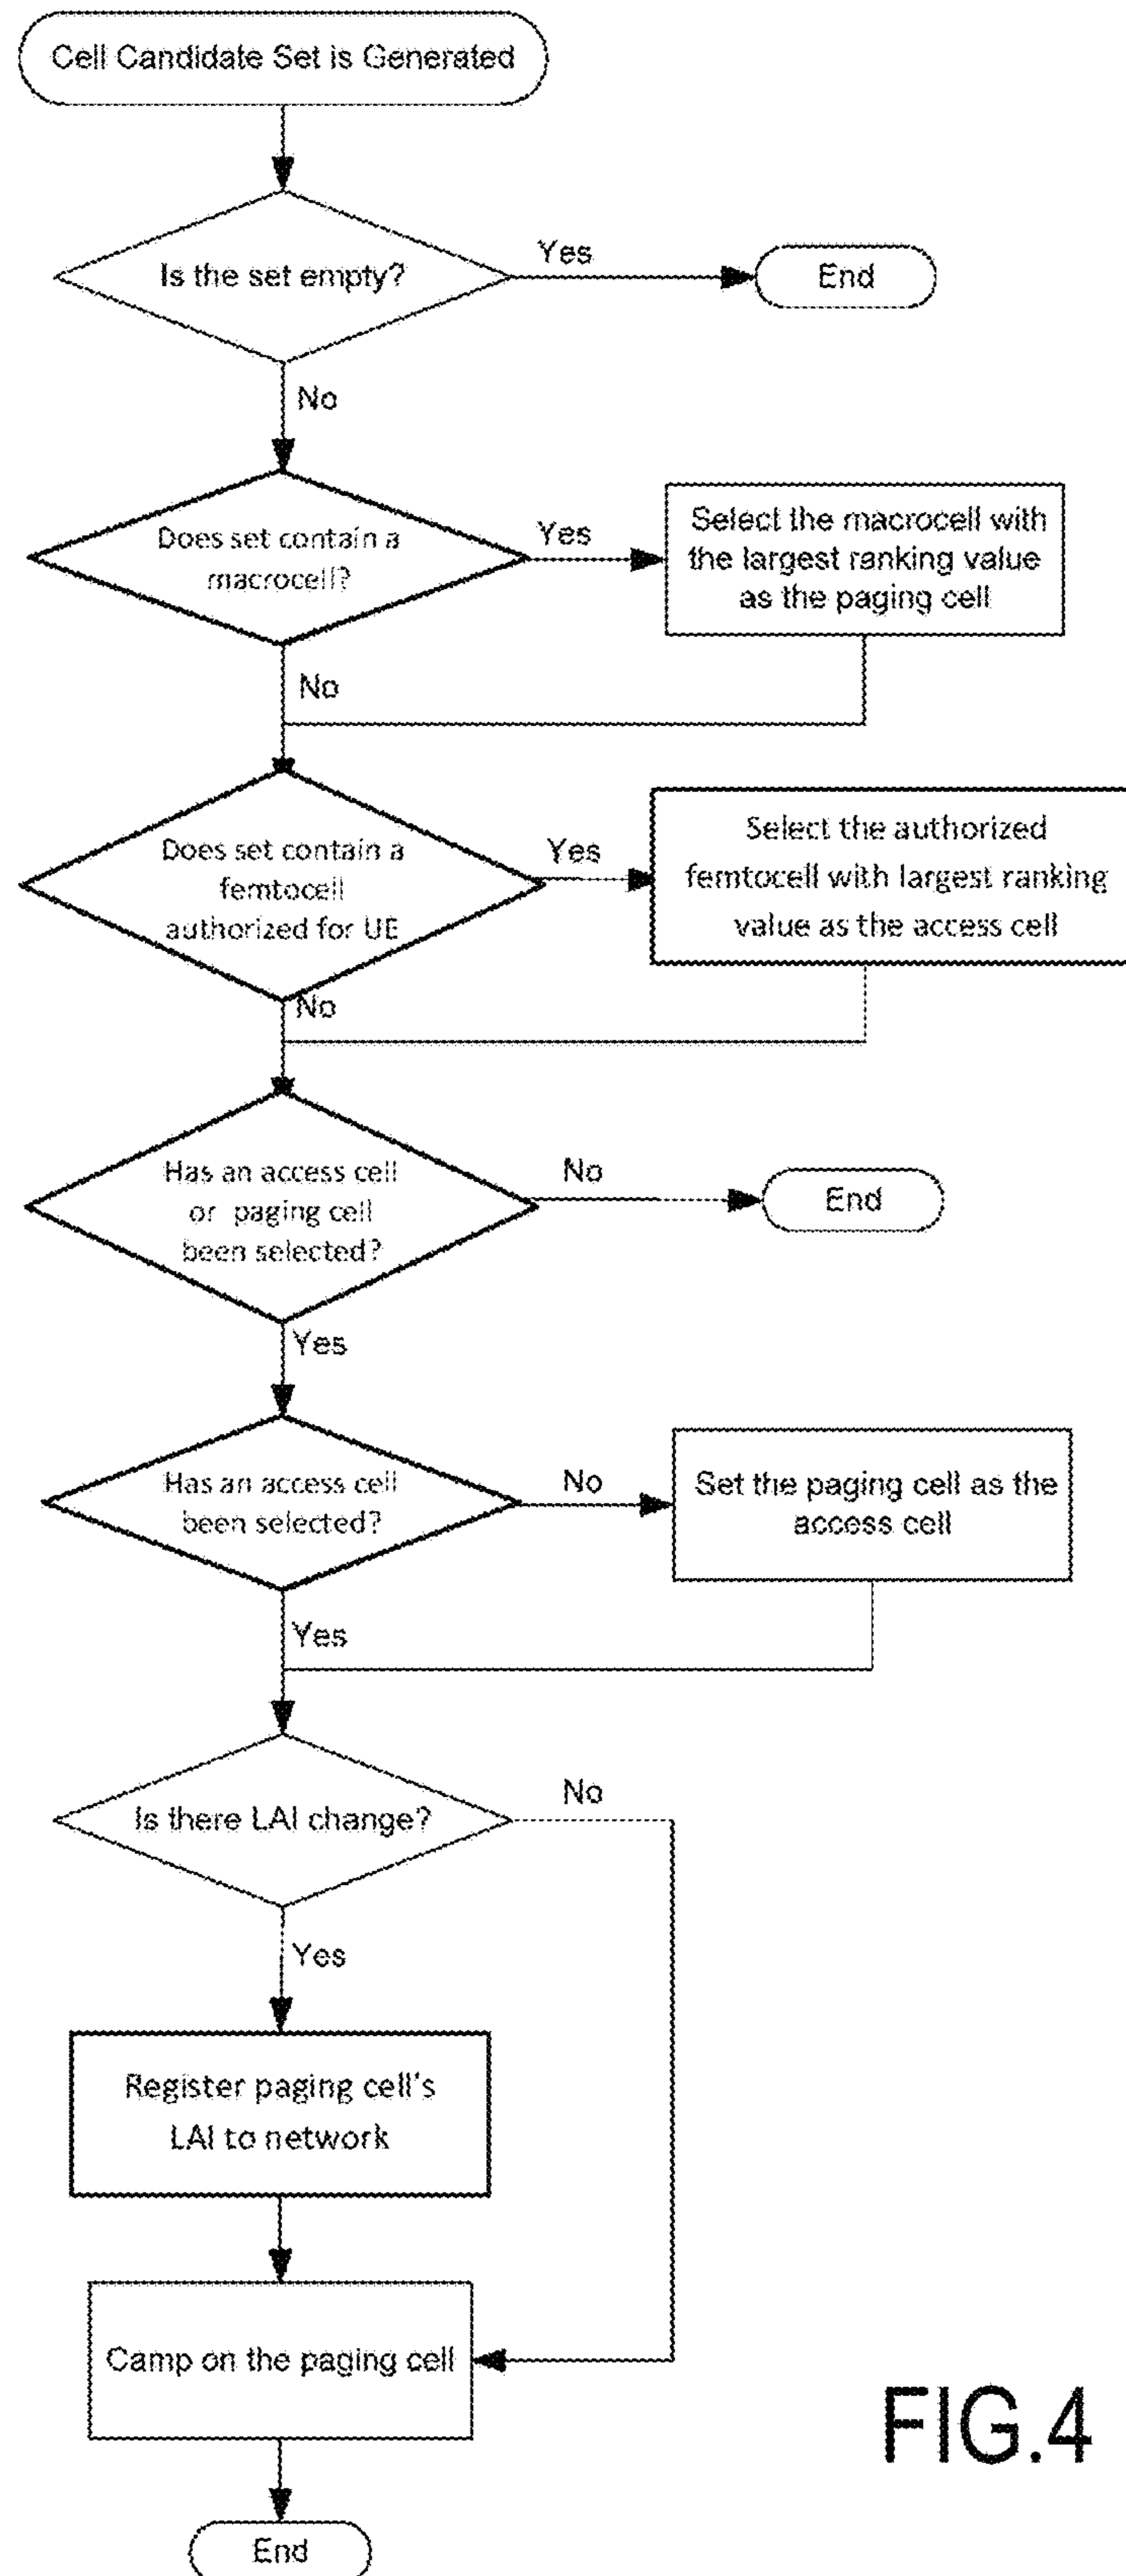 Cell Candidate Set is Generated
Is the set empty?
Yes
End
No
Does set contain a
macrocell?
Yes
Select the macrocell with
the largest ranking value
as the paging cell
No
Does set contain a
femtocell
authorized for UE
Yes
Select the authorized
femtocell with largest ranking
value as the access cell
No
Has an access cell
or paging cell
been selected?
No
End
Yes
Has an access cell
been selected?
No
Set the paging cell as the
access cell
Yes
Is there LAI change?
No
Yes
Register paging cell's
LAI to network
Camp on the paging cell
End
FIG.4